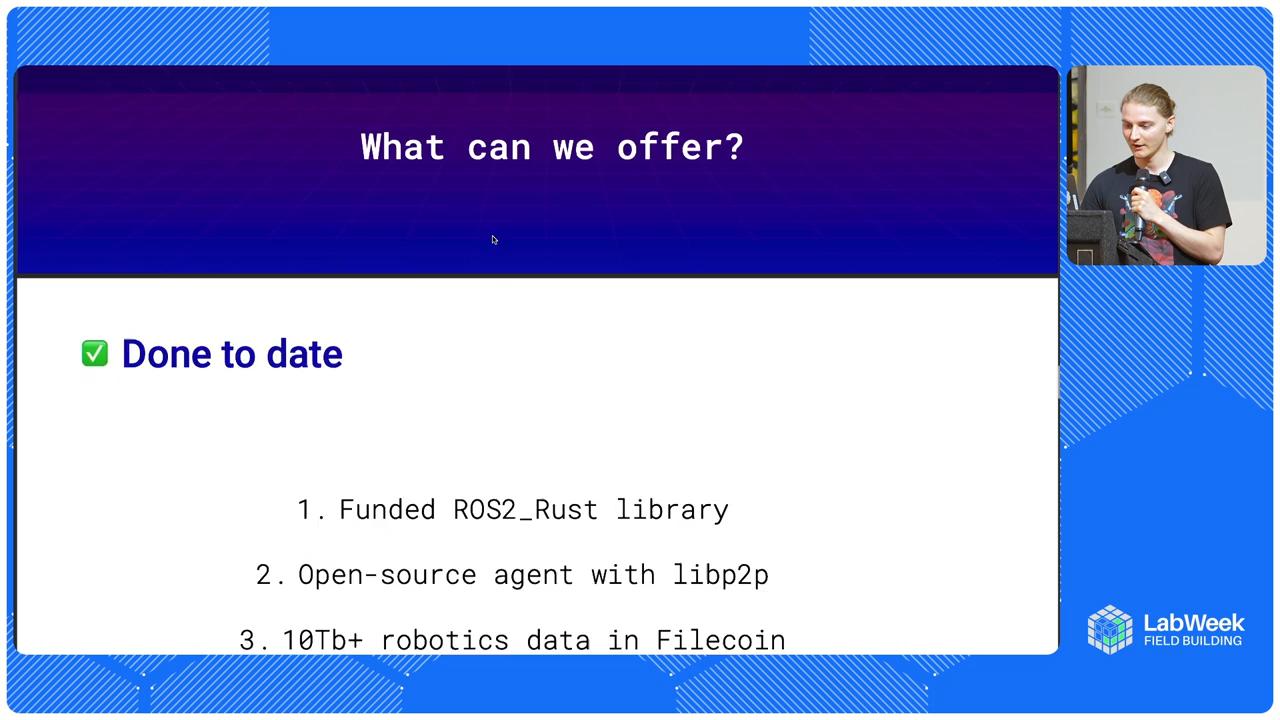 What can we offer?
✅ Done to date
1. Funded ROS2_Rust library
2. Open-source agent with libp2p
3. 10Tb+ robotics data in Filecoin
LabWeek
FIELD BUILDING